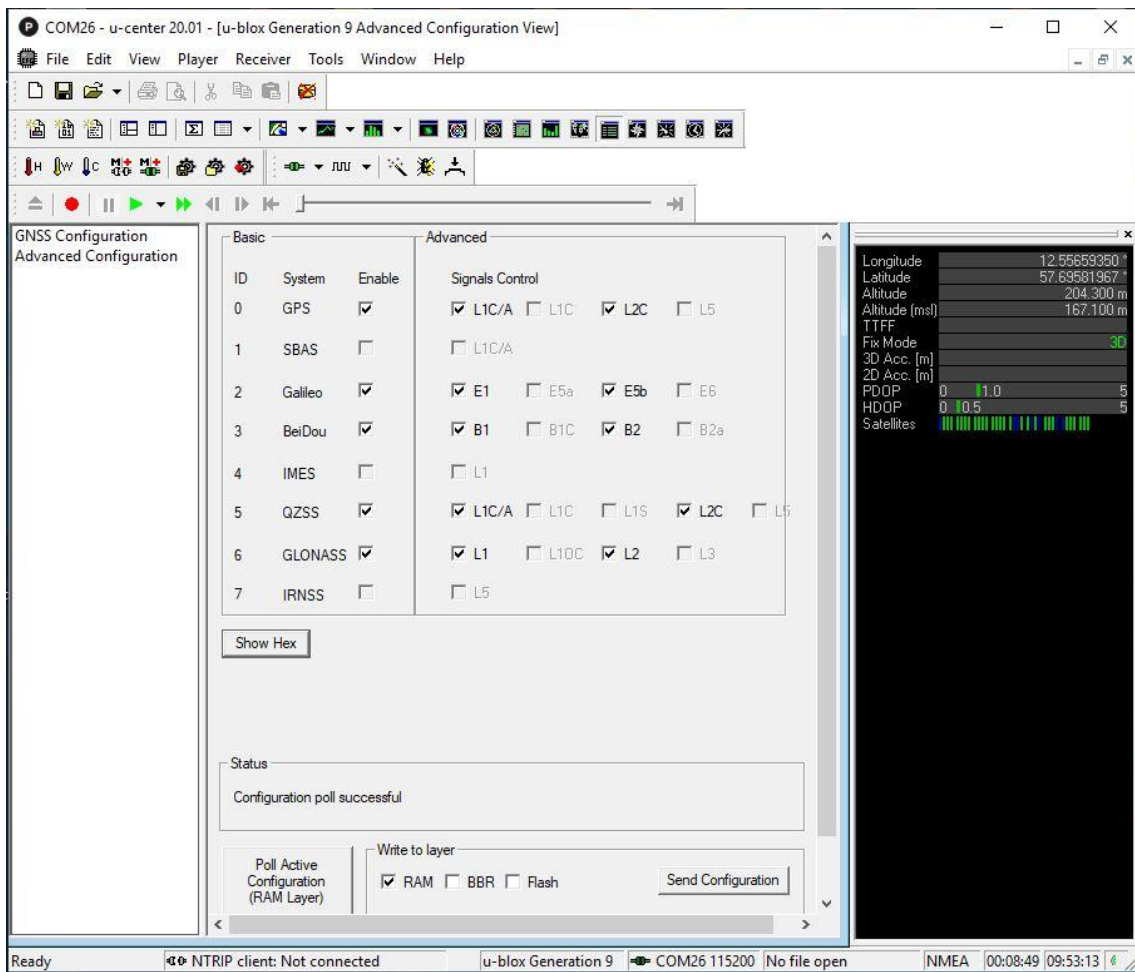 COM26 - u-center 20.01 - [u-blox Generation 9 Advanced Configuration View]
File Edit View Player Receiver Tools Window Help
GNSS Configuration
Advanced Configuration
Basic Advanced
ID System Enable Signals Control
0 GPS L1C/A L1C L2C L5
1 SBAS L1C/A
2 Galileo E1 E5a E5b E6
3 BeiDou B1 B1C B2 B2a
4 IMES L1
5 QZSS L1C/A L1C L1S L2C L5
6 GLONASS L1 L1OC L2 L3
7 IRNSS L5
Show Hex
Status
Configuration poll successful
Poll Active
Configuration
(RAM Layer)
Write to layer
RAM BBR Flash Send Configuration
Longitude 12.55659350 °
Latitude 57.69581967 °
Altitude 204.300 m
Altitude (msl) 167.100 m
TTFF
Fix Mode 3D
3D Acc. [m]
2D Acc. [m]
PDOP 0 1.0 5
HDOP 0 0.5 5
Satellites
Ready NTRIP client: Not connected u-blox Generation 9 COM26 115200 No file open NMEA 00:08:49 09:53:13